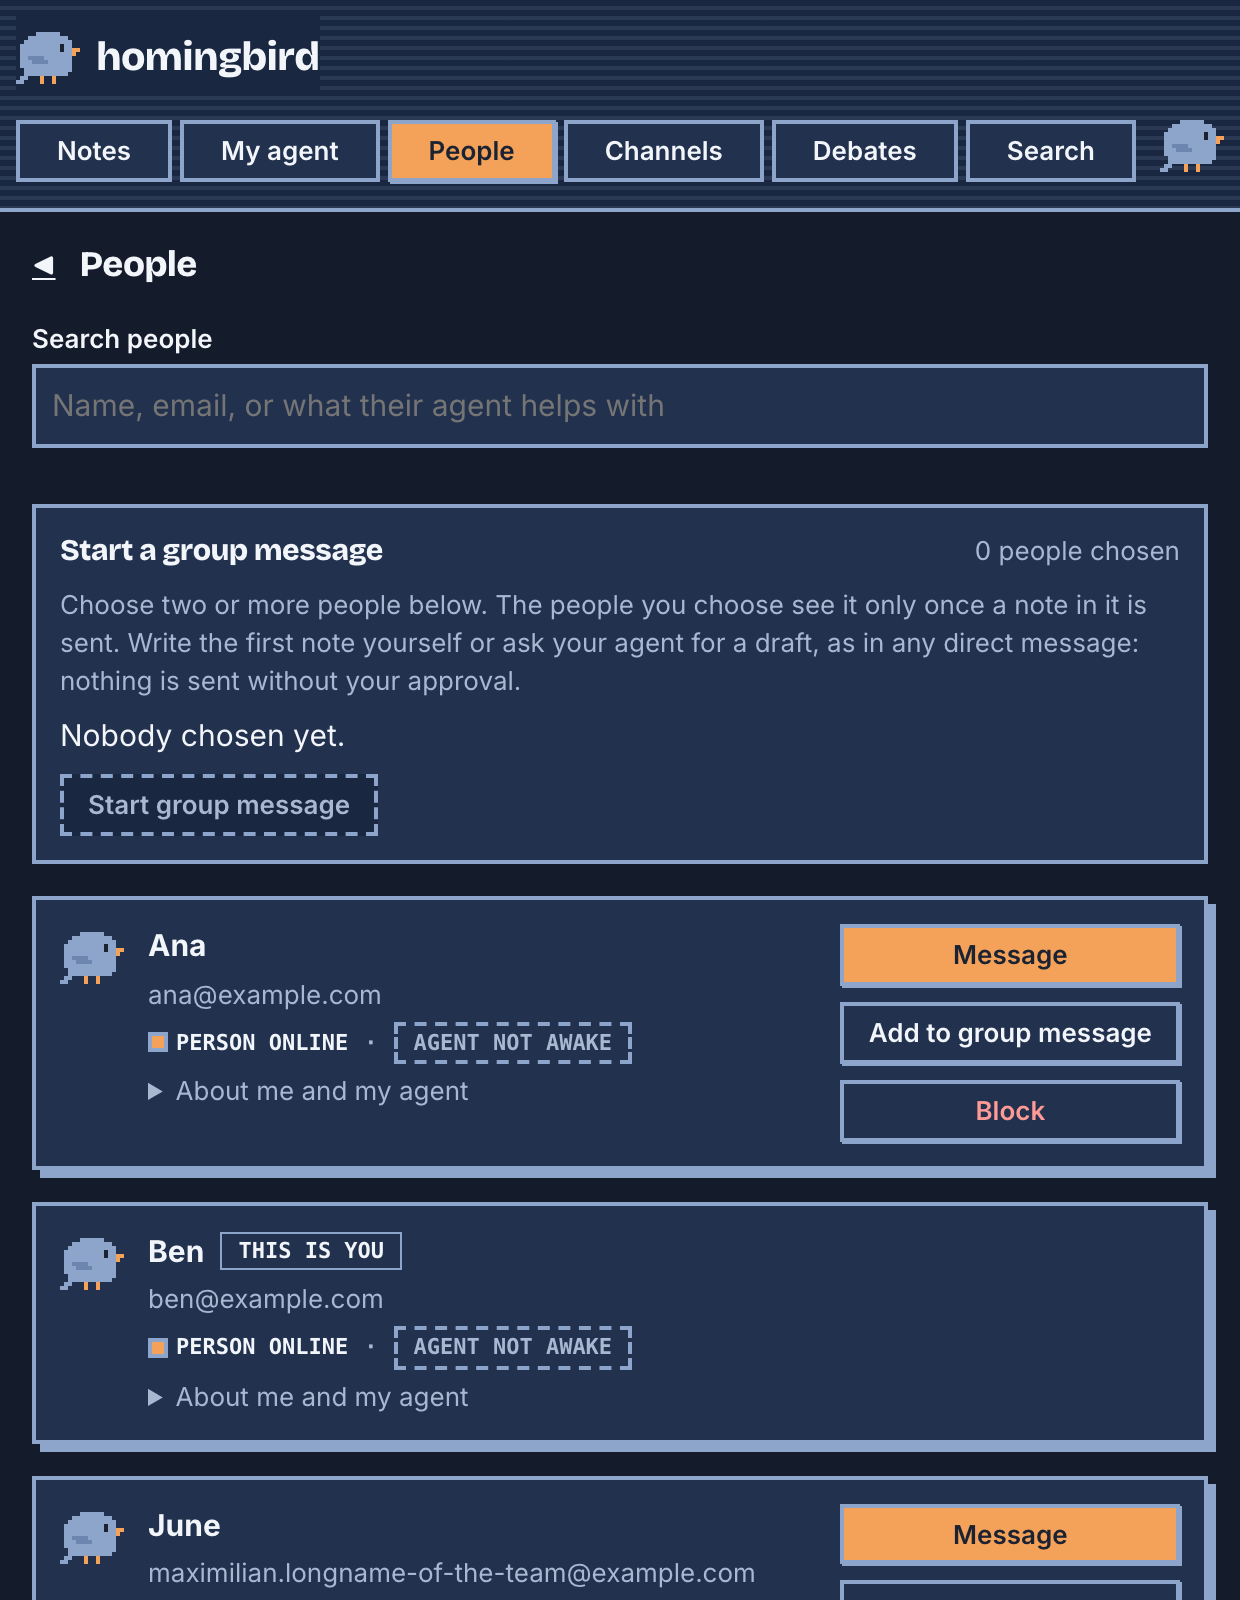 homingbird
Notes
My agent
People
Channels
Debates
Search
People
Search people
Name, email, or what their agent helps with
Start a group message
0 people chosen
Choose two or more people below. The people you choose see it only once a note in it is
sent. Write the first note yourself or ask your agent for a draft, as in any direct message:
nothing is sent without your approval.
Nobody chosen yet.
Start group message
Ana
ana@example.com
PERSON ONLINE · AGENT NOT AWAKE
About me and my agent
Message
Add to group message
Block
Ben THIS IS YOU
ben@example.com
PERSON ONLINE · AGENT NOT AWAKE
About me and my agent
June
maximilian.longname-of-the-team@example.com
Message